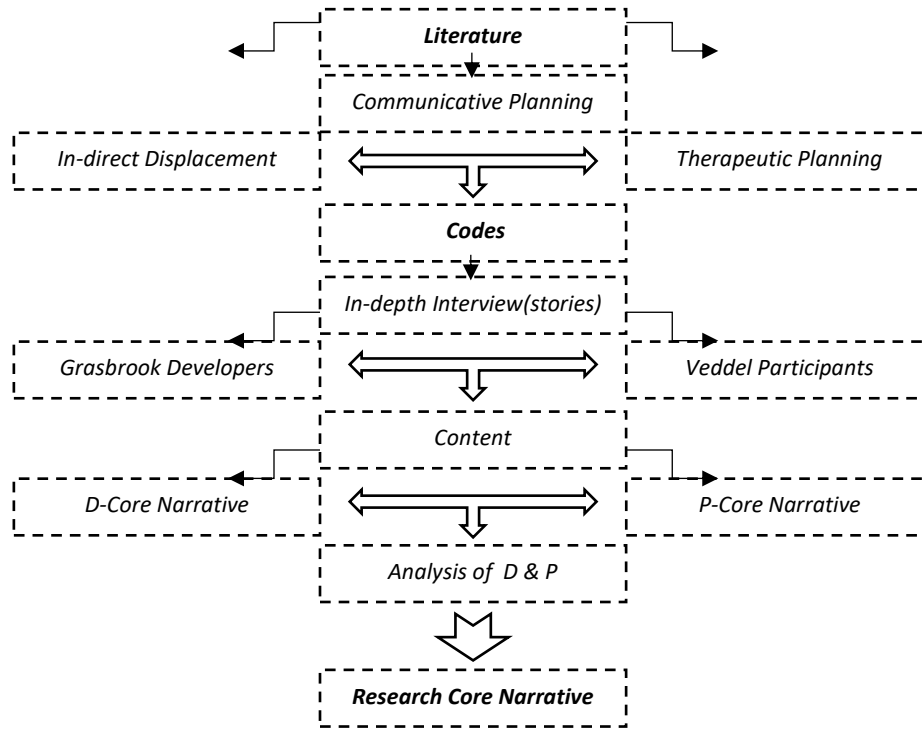 Literature
Communicative Planning
In-direct Displacement
Therapeutic Planning
Codes
In-depth Interview(stories)
Grasbrook Developers
Veddel Participants
Content
D-Core Narrative
P-Core Narrative
Analysis of D & P
Research Core Narrative